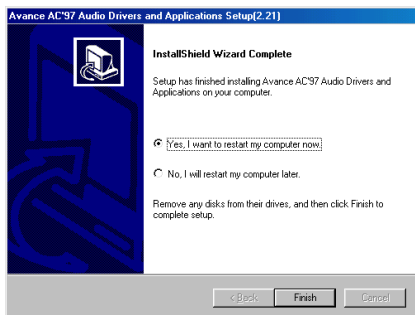 Avance AC'97 Audio Drivers and Applications Setup(2.21)
InstallShield Wizard Complete
Setup has finished installing Avance AC'97 Audio Drivers and
Applications on your computer.
Yes, I want to restart my computer now.
No, I will restart my computer later.
Remove any disks from their drives, and then click Finish to
complete setup.
< Back Finish Cancel